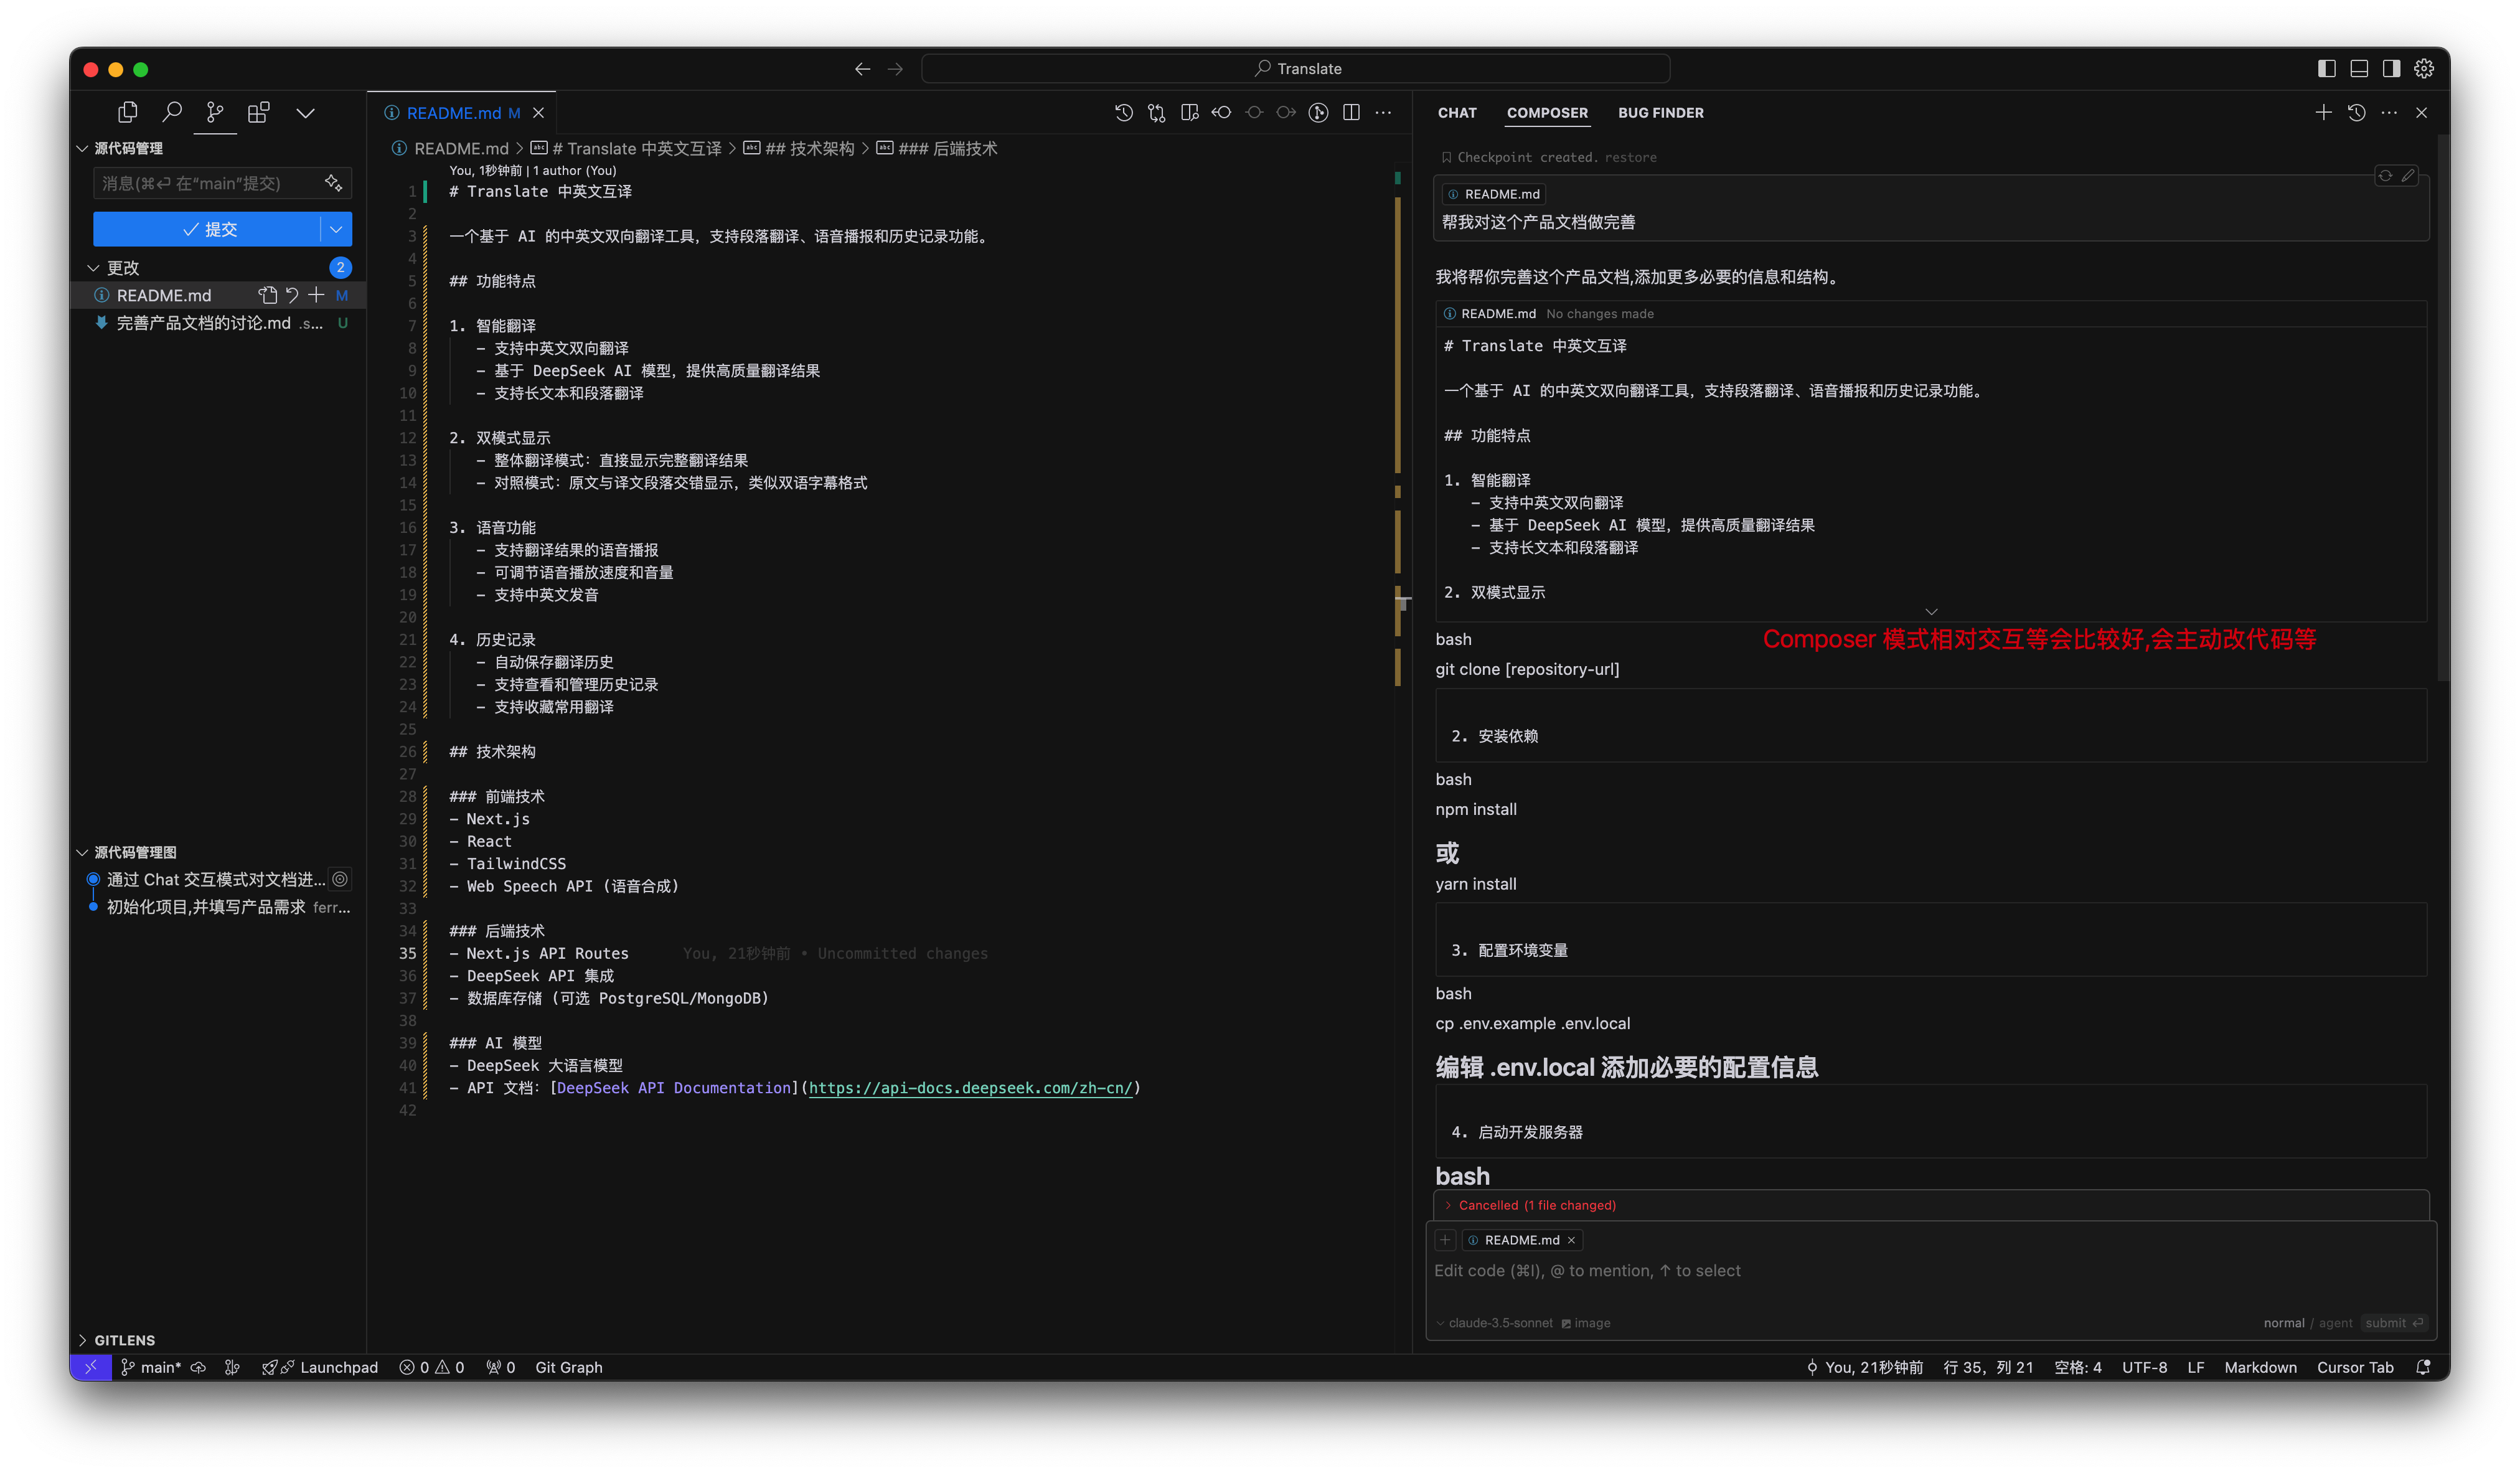 Translate
源代码管理
消息(⌘⏎ 在“main”提交)
提交
更改
2
README.md
M
完善产品文档的讨论.md .s...
U
源代码管理图
通过 Chat 交互模式对文档进...
初始化项目,并填写产品需求 ferr...
GITLENS
README.md M
README.md > # Translate 中英文互译 > ## 技术架构 > ### 后端技术
You, 1秒钟前 | 1 author (You)
1 # Translate 中英文互译
2
3 一个基于 AI 的中英文双向翻译工具，支持段落翻译、语音播报和历史记录功能。
4
5 ## 功能特点
6
7 1. 智能翻译
8 - 支持中英文双向翻译
9 - 基于 DeepSeek AI 模型，提供高质量翻译结果
10 - 支持长文本和段落翻译
11
12 2. 双模式显示
13 - 整体翻译模式：直接显示完整翻译结果
14 - 对照模式：原文与译文段落交错显示，类似双语字幕格式
15
16 3. 语音功能
17 - 支持翻译结果的语音播报
18 - 可调节语音播放速度和音量
19 - 支持中英文发音
20
21 4. 历史记录
22 - 自动保存翻译历史
23 - 支持查看和管理历史记录
24 - 支持收藏常用翻译
25
26 ## 技术架构
27
28 ### 前端技术
29 - Next.js
30 - React
31 - TailwindCSS
32 - Web Speech API (语音合成)
33
34 ### 后端技术
35 - Next.js API Routes You, 21秒钟前 • Uncommitted changes
36 - DeepSeek API 集成
37 - 数据库存储 (可选 PostgreSQL/MongoDB)
38
39 ### AI 模型
40 - DeepSeek 大语言模型
41 - API 文档：[DeepSeek API Documentation](https://api-docs.deepseek.com/zh-cn/)
42
CHAT COMPOSER BUG FINDER
Checkpoint created. restore
README.md
帮我对这个产品文档做完善
我将帮你完善这个产品文档,添加更多必要的信息和结构。
README.md No changes made
# Translate 中英文互译
一个基于 AI 的中英文双向翻译工具，支持段落翻译、语音播报和历史记录功能。
## 功能特点
1. 智能翻译
- 支持中英文双向翻译
- 基于 DeepSeek AI 模型，提供高质量翻译结果
- 支持长文本和段落翻译
2. 双模式显示
bash
Composer 模式相对交互等会比较好,会主动改代码等
git clone [repository-url]
2. 安装依赖
bash
npm install
或
yarn install
3. 配置环境变量
bash
cp .env.example .env.local
编辑 .env.local 添加必要的配置信息
4. 启动开发服务器
bash
Cancelled (1 file changed)
README.md
Edit code (⌘I), @ to mention, ↑ to select
claude-3.5-sonnet image
normal / agent submit ⏎
main* Launchpad 0 0 0 Git Graph
You, 21秒钟前 行 35，列 21 空格: 4 UTF-8 LF Markdown Cursor Tab